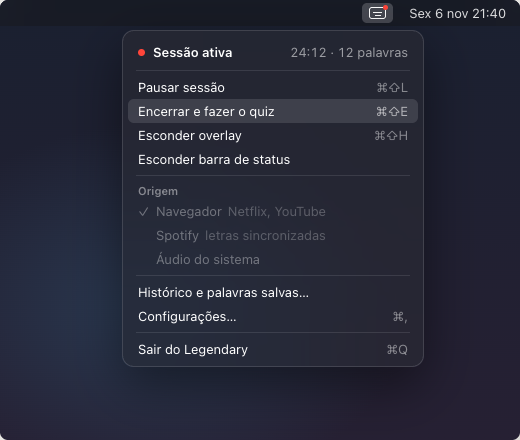 Sex 6 nov 21:40
Sessão ativa 24:12 · 12 palavras
Pausar sessão ⌘⇧L
Encerrar e fazer o quiz ⌘⇧E
Esconder overlay ⌘⇧H
Esconder barra de status
Origem
✓ Navegador Netflix, YouTube
Spotify letras sincronizadas
Áudio do sistema
Histórico e palavras salvas...
Configurações... ⌘,
Sair do Legendary ⌘Q